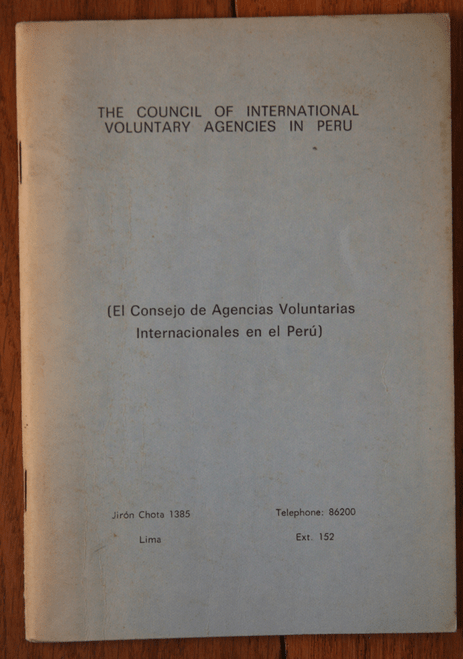 THE COUNCIL OF INTERNATIONAL
VOLUNTARY AGENCIES IN PERU
(El Consejo de Agencias Voluntarias
Internacionales en el Perú)
Jirón Chota 1385
Telephone: 86200
Lima
Ext. 152